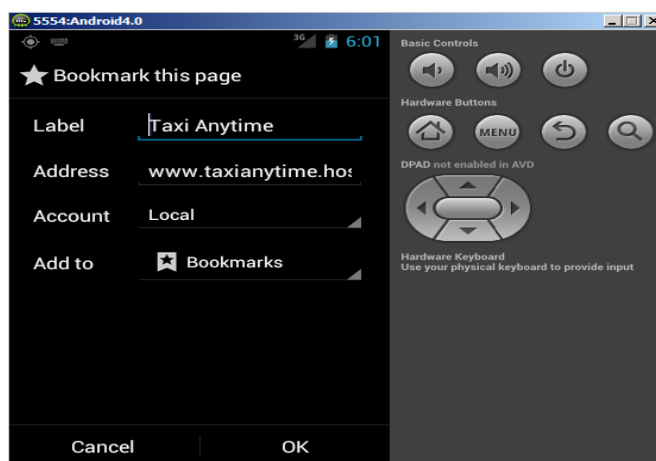 5554:Android4.0
3G 6:01
Bookmark this page
Label Taxi Anytime
Address www.taxianytime.hos
Account Local
Add to Bookmarks
Cancel OK
Basic Controls
Hardware Buttons
MENU
DPAD not enabled in AVD
Hardware Keyboard
Use your physical keyboard to provide input